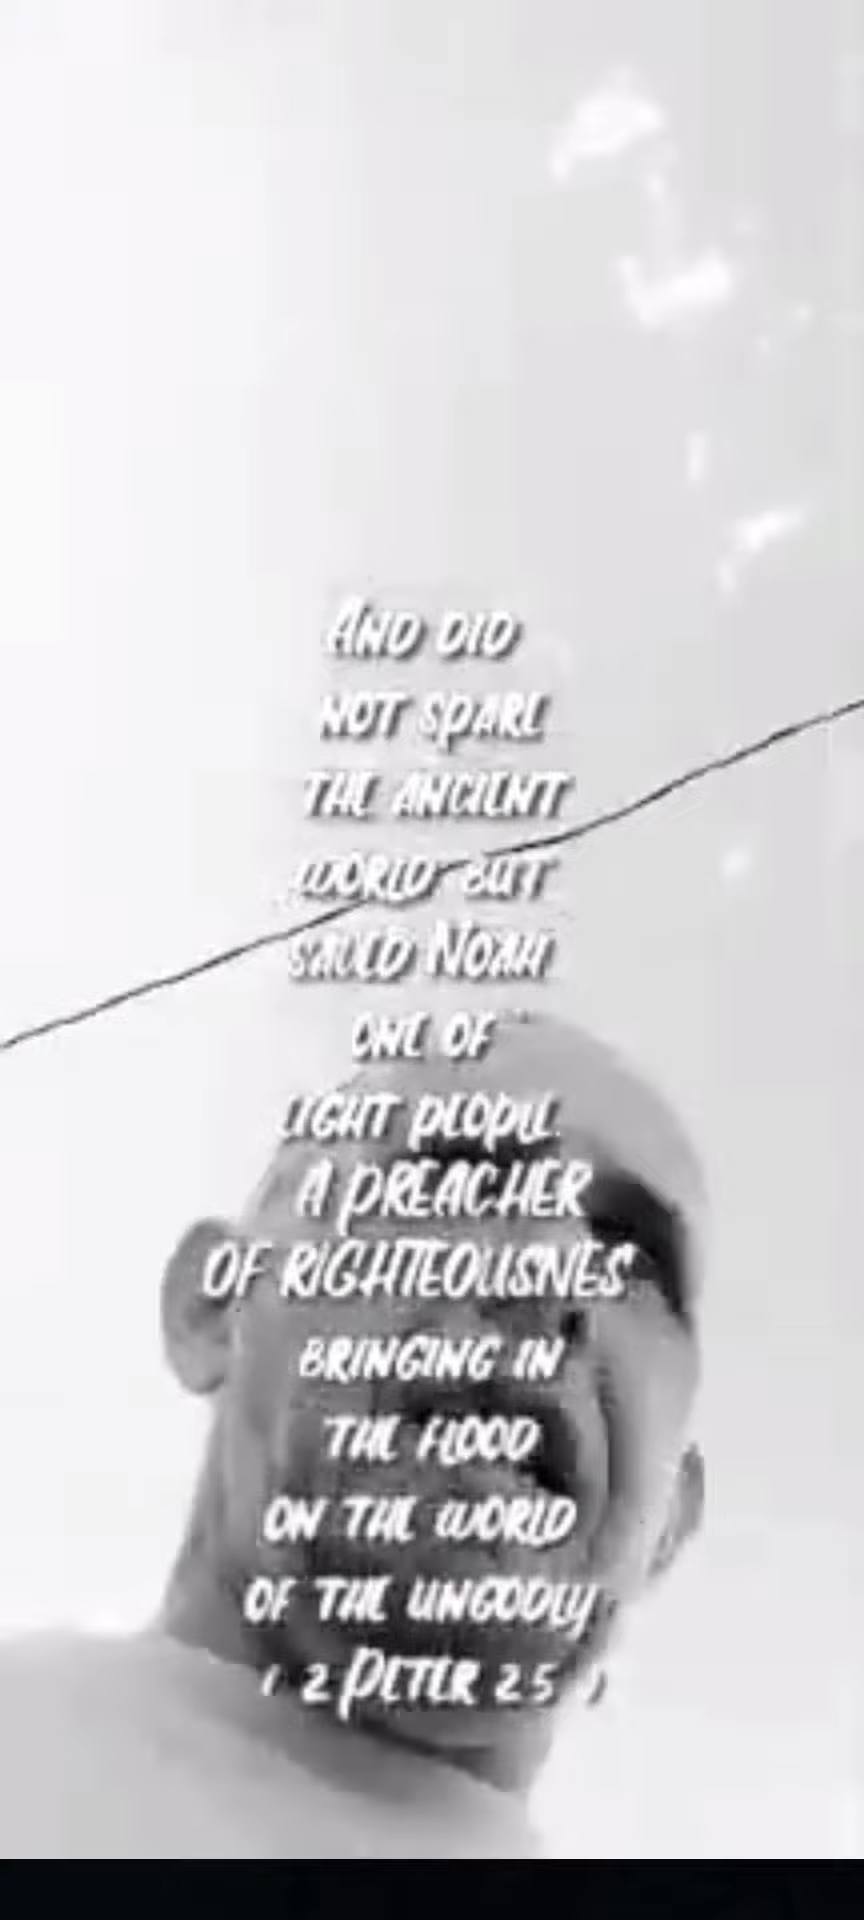 And did
not spare
the ancient
world but
saved Noah
one of
eight people.
A preacher
of righteousnes
bringing in
the flood
on the world
of the ungodly
( 2 Peter 2 5 )